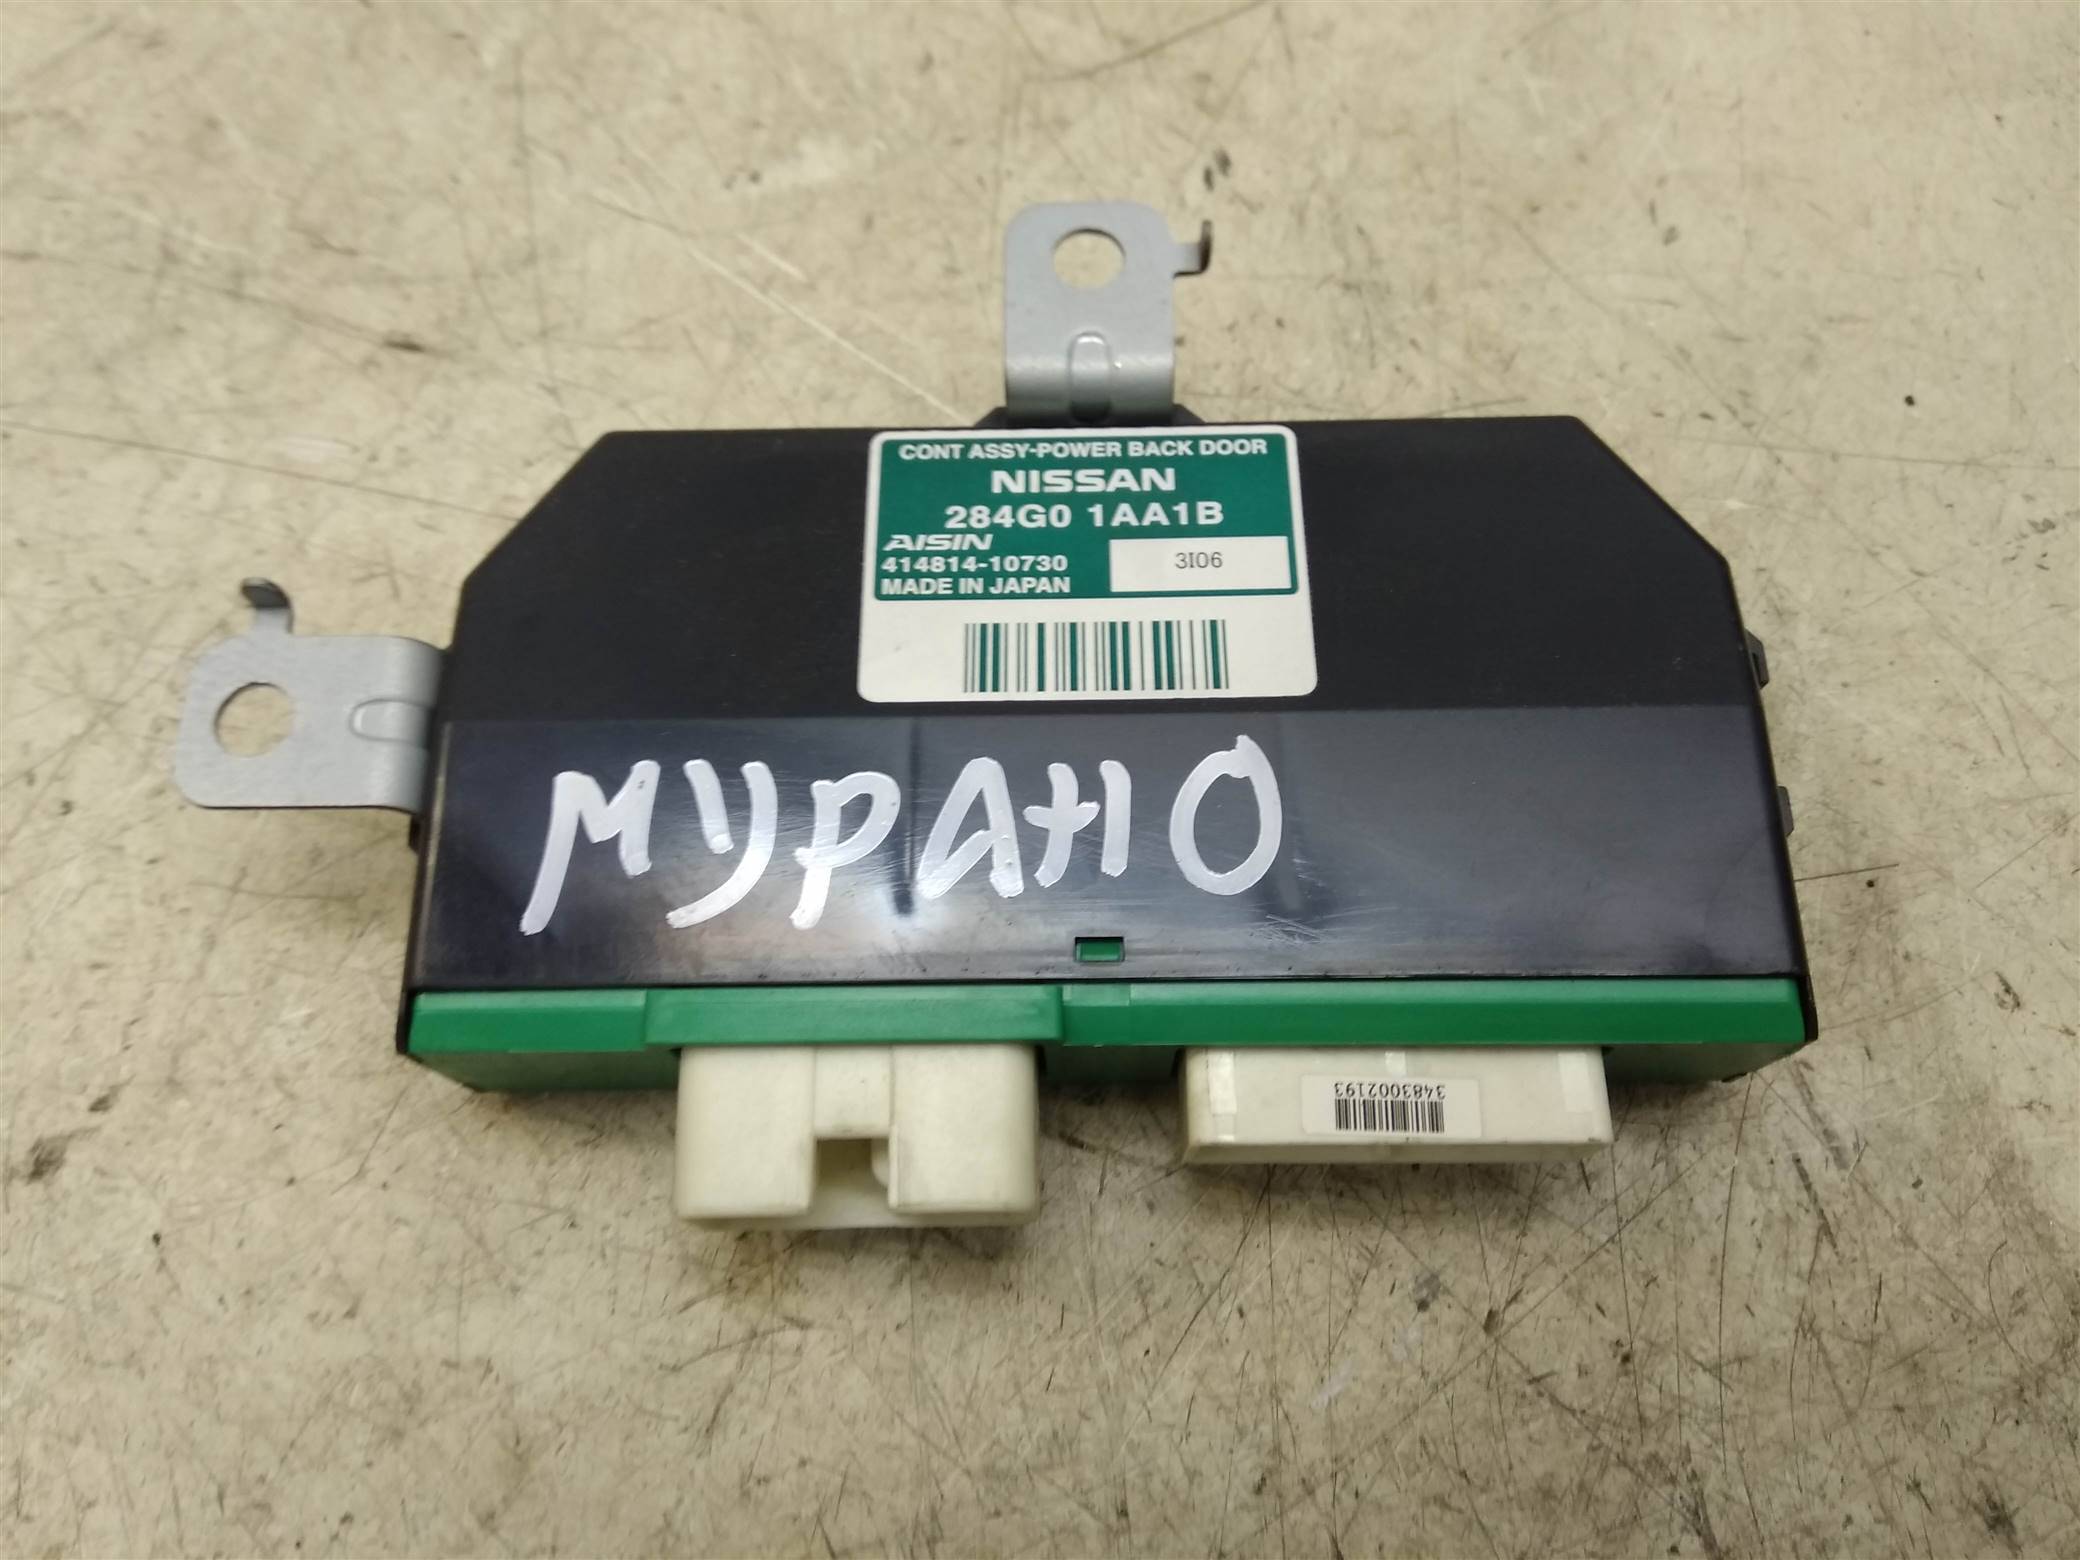 CONT ASSY-POWER BACK DOOR
NISSAN
284G0 1AA1B
AISIN
414814-10730
3I06
MADE IN JAPAN
МУРАНО
3483002193